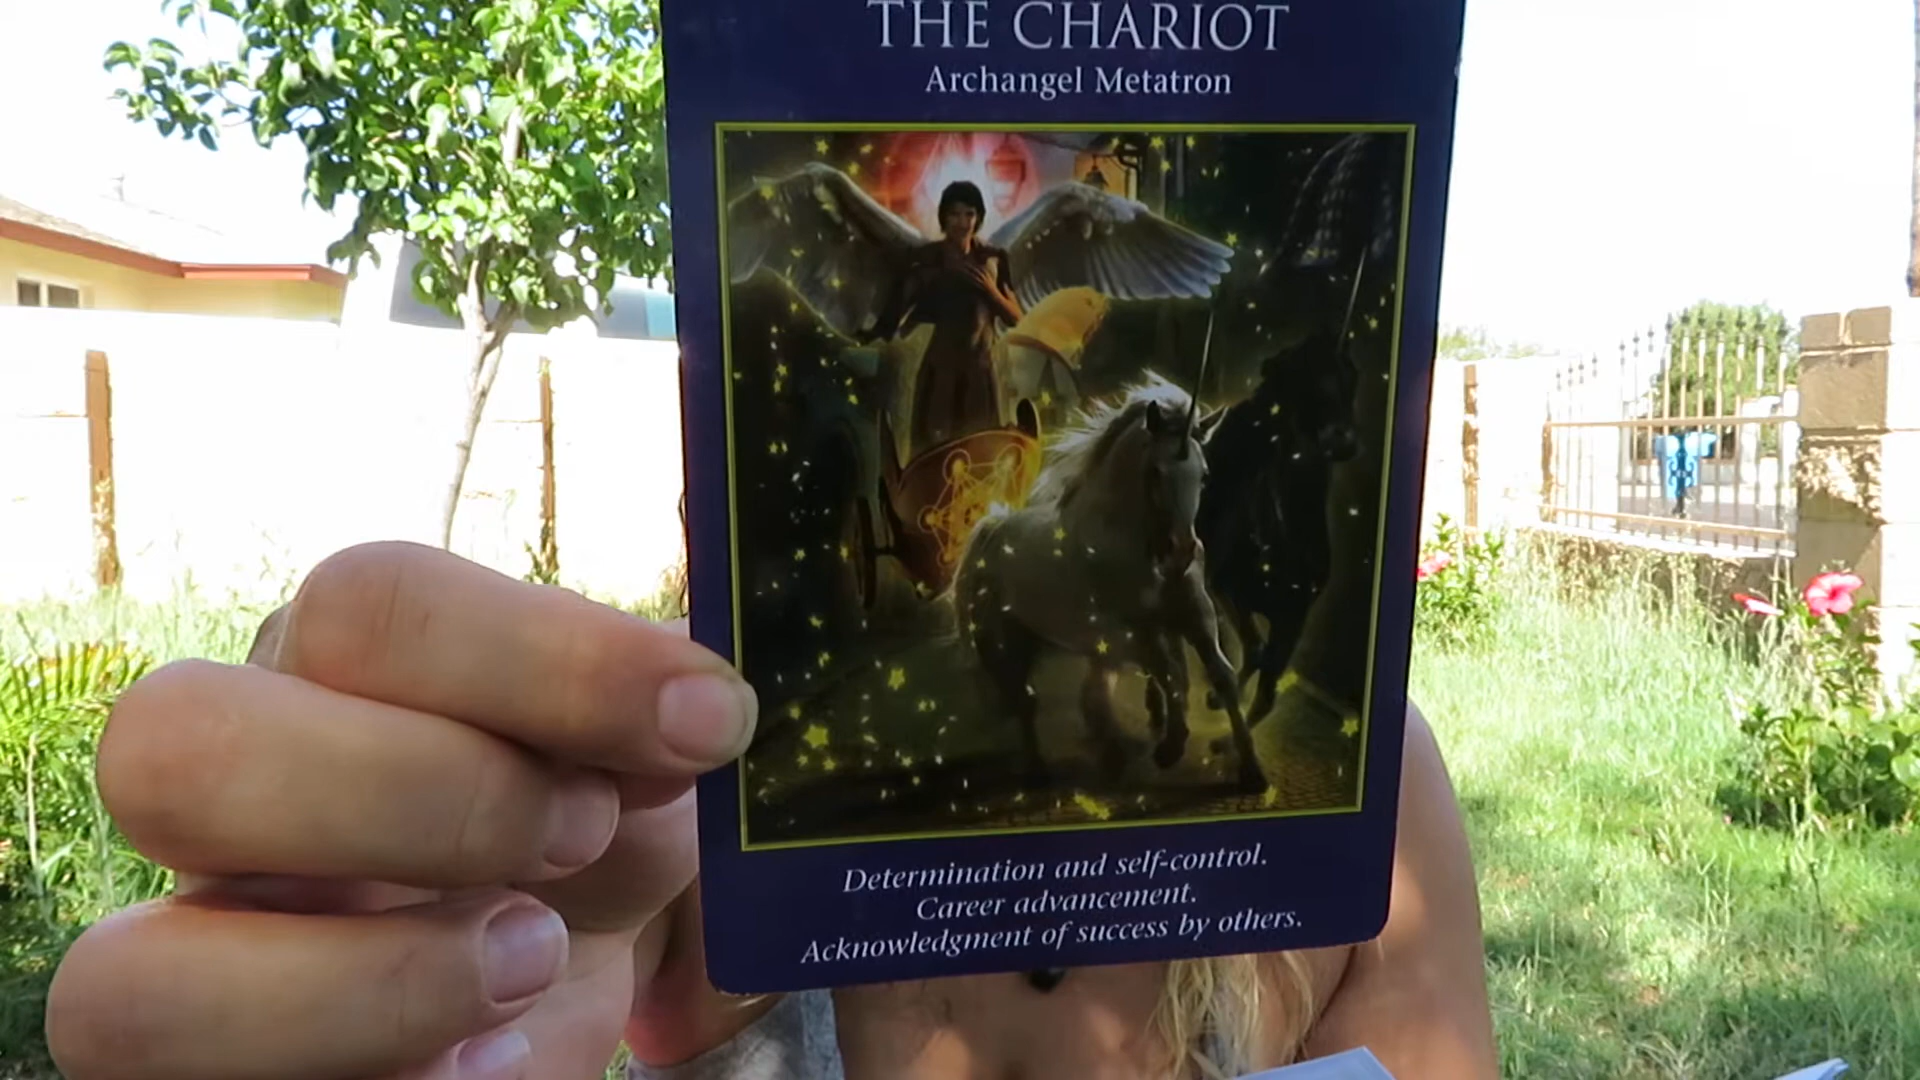 THE CHARIOT
Archangel Metatron
Determination and self-control.
Career advancement.
Acknowledgment of success by others.